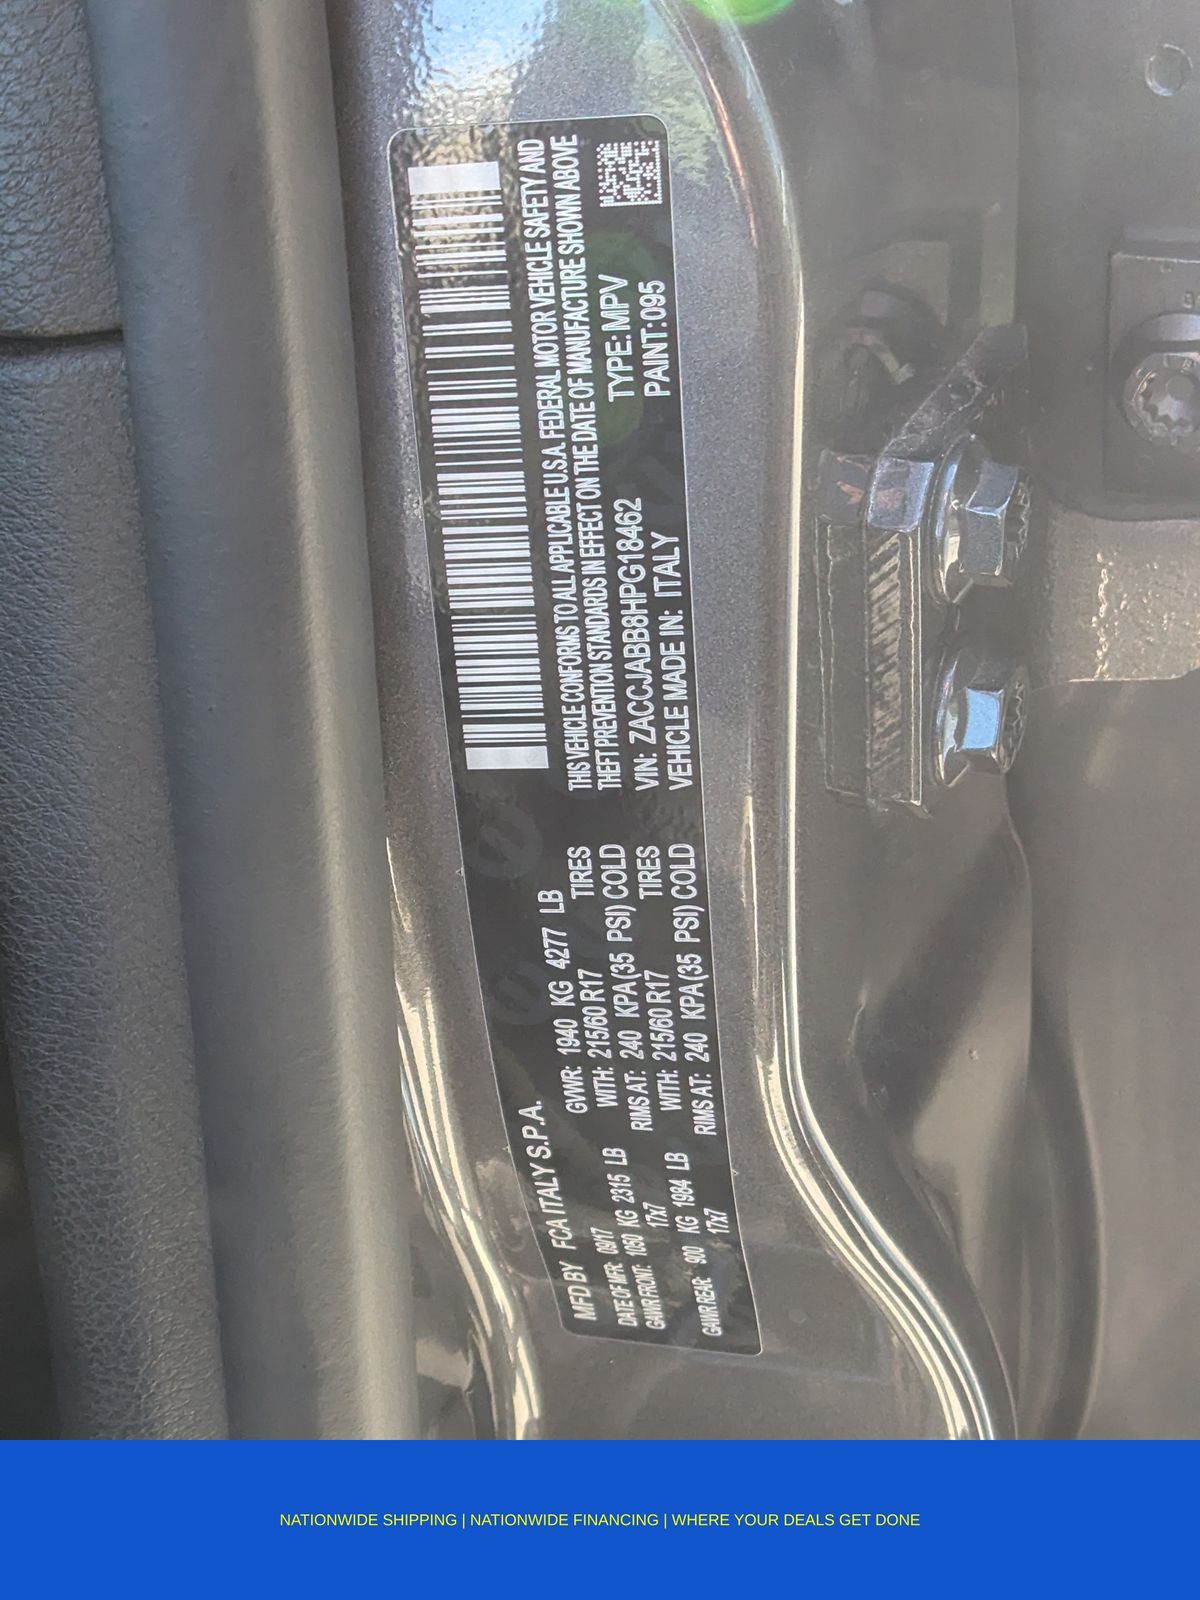 MFD BY FCA ITALY S.P.A.
DATE OF MFR: 09/17
GVWR: 1940 KG 4277 LB
GAWR FRONT: 1050 KG 2315 LB
WITH: 215/60 R17 TIRES
17x7
RIMS AT: 240 KPA(35 PSI) COLD
GAWR REAR: 900 KG 1984 LB
WITH: 215/60 R17 TIRES
17x7
RIMS AT: 240 KPA(35 PSI) COLD
THIS VEHICLE CONFORMS TO ALL APPLICABLE U.S.A. FEDERAL MOTOR VEHICLE SAFETY AND
THEFT PREVENTION STANDARDS IN EFFECT ON THE DATE OF MANUFACTURE SHOWN ABOVE
VIN: ZACCJABB8HPG18462 TYPE: MPV
VEHICLE MADE IN: ITALY PAINT: 095
NATIONWIDE SHIPPING | NATIONWIDE FINANCING | WHERE YOUR DEALS GET DONE